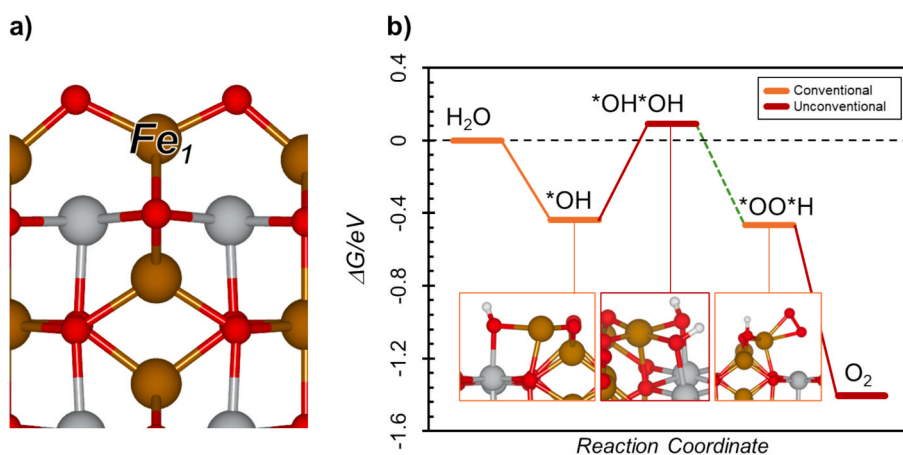 a)
Fe₁
b)
ΔG/eV
0.4
0
-0.4
-0.8
-1.2
-1.6
H₂O
*OH
*OH*OH
*OO*H
O₂
Conventional
Unconventional
Reaction Coordinate